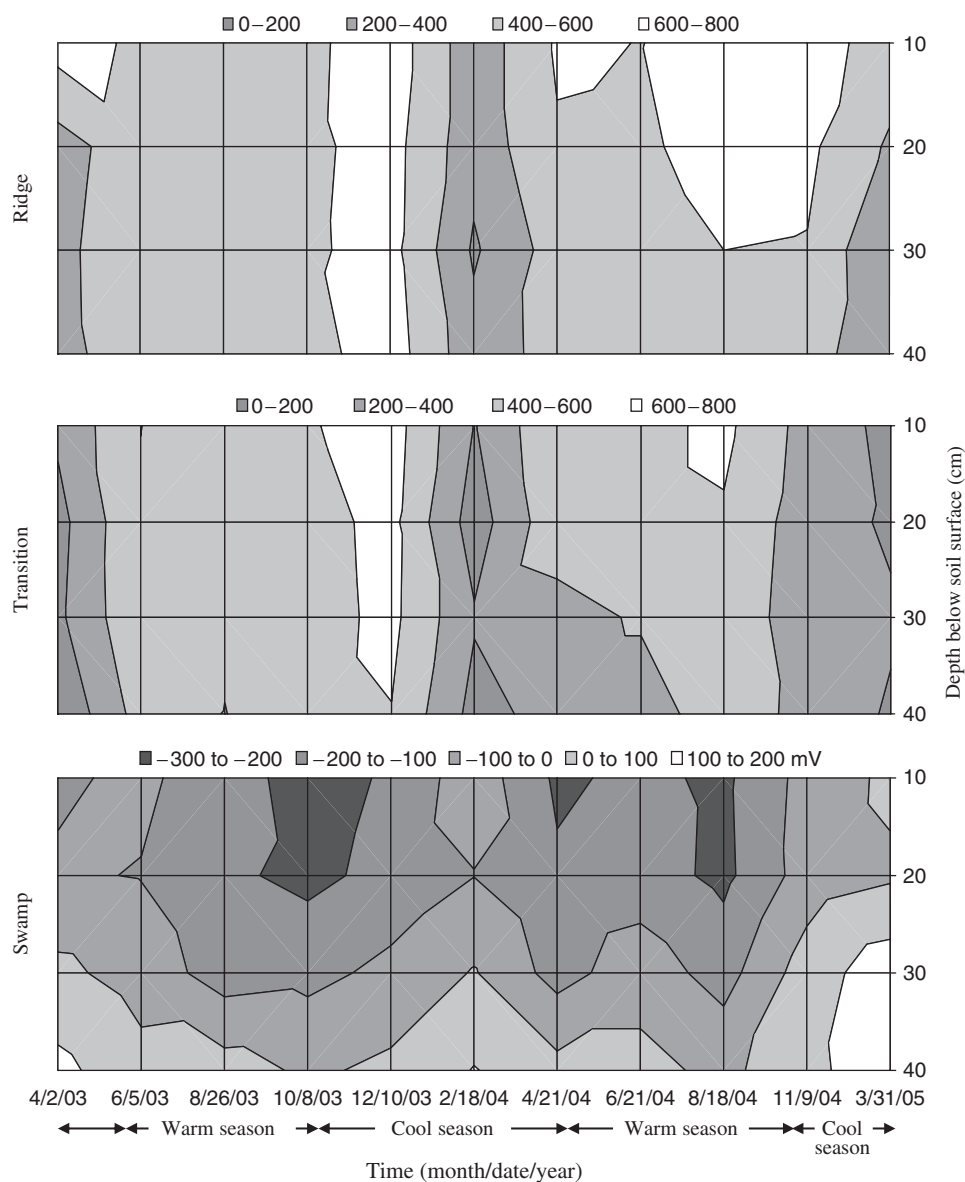 0–200 200–400 400–600 600–800
10
20
Ridge
30
40
0–200 200–400 400–600 600–800
10
20
Transition
30
40
Depth below soil surface (cm)
–300 to –200 –200 to –100 –100 to 0 0 to 100 100 to 200 mV
10
20
Swamp
30
40
4/2/03 6/5/03 8/26/03 10/8/03 12/10/03 2/18/04 4/21/04 6/21/04 8/18/04 11/9/04 3/31/05
Warm season Cool season Warm season Cool
season
Time (month/date/year)